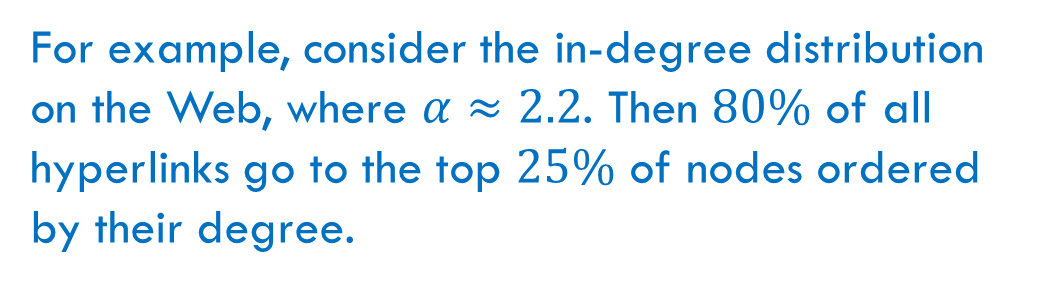 For example, consider the in-degree distribution
on the Web, where α ≈ 2.2. Then 80% of all
hyperlinks go to the top 25% of nodes ordered
by their degree.